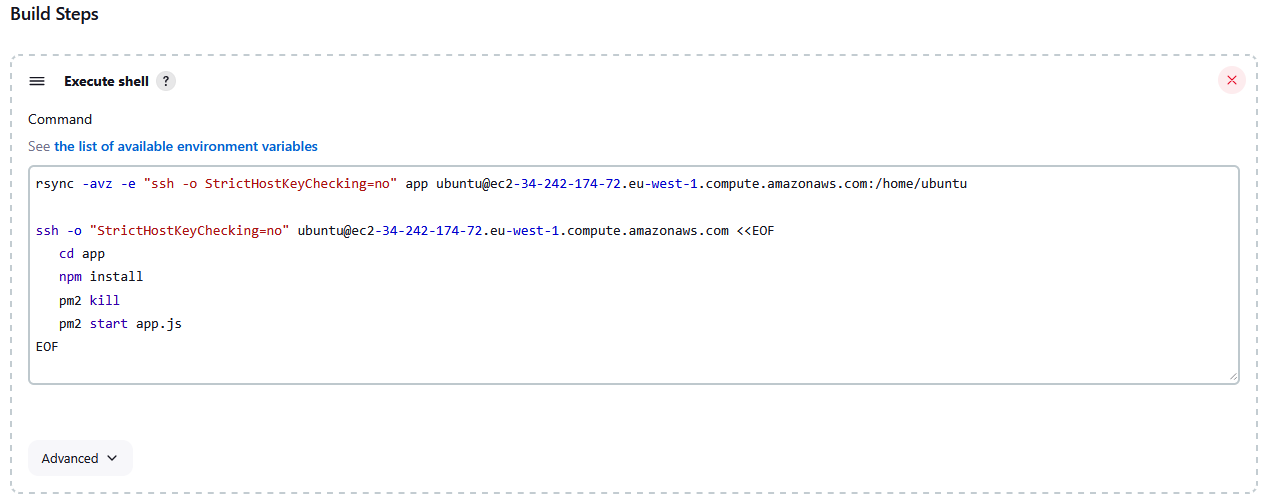 Build Steps
Execute shell ?
Command
See the list of available environment variables
rsync -avz -e "ssh -o StrictHostKeyChecking=no" app ubuntu@ec2-34-242-174-72.eu-west-1.compute.amazonaws.com:/home/ubuntu
ssh -o "StrictHostKeyChecking=no" ubuntu@ec2-34-242-174-72.eu-west-1.compute.amazonaws.com <<EOF
   cd app
   npm install
   pm2 kill
   pm2 start app.js
EOF
Advanced